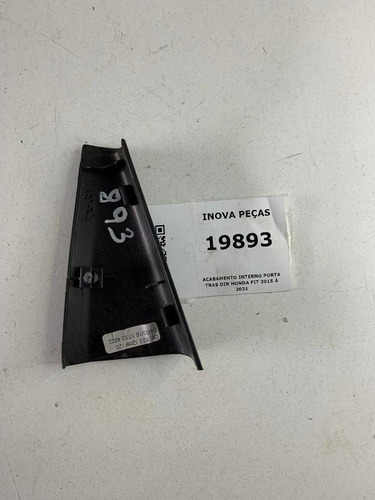 INOVA PEÇAS
19893
ACABAMENTO INTERNO PORTA
TRAS DIR HONDA FIT 2015 Á
2021
893